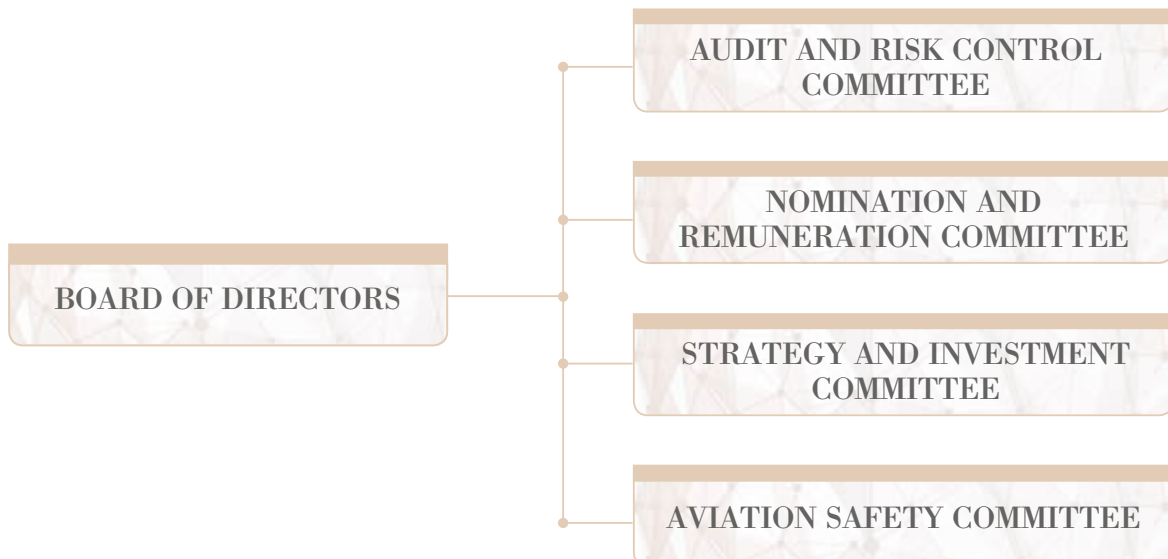 BOARD OF DIRECTORS
AUDIT AND RISK CONTROL
COMMITTEE
NOMINATION AND
REMUNERATION COMMITTEE
STRATEGY AND INVESTMENT
COMMITTEE
AVIATION SAFETY COMMITTEE